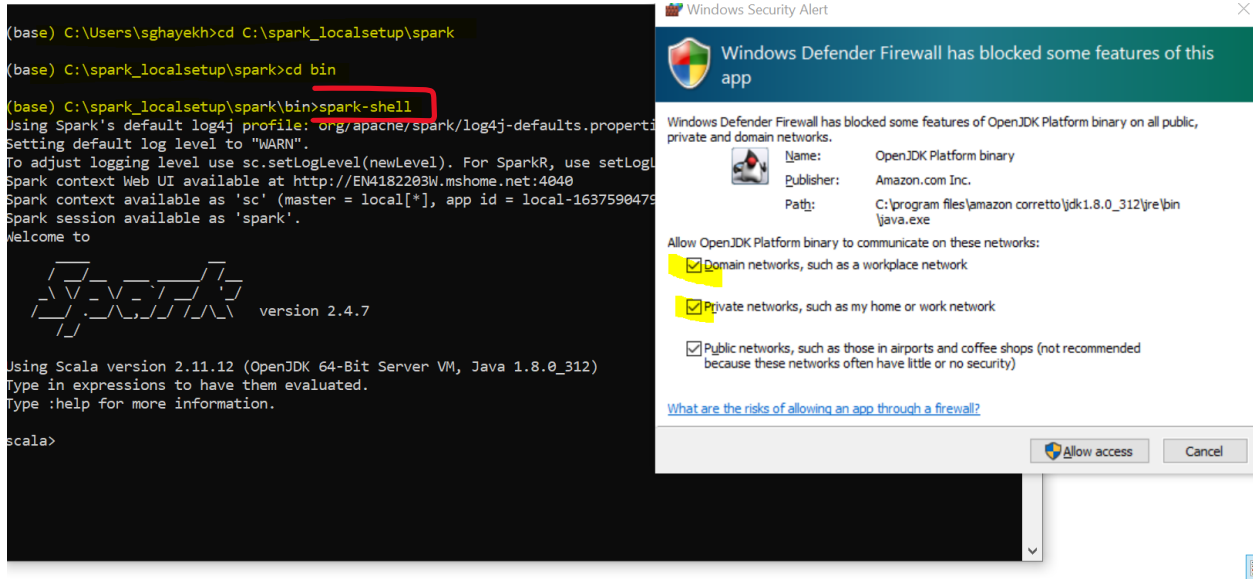 (base) C:\Users\sghayekh>cd C:\spark_localsetup\spark
(base) C:\spark_localsetup\spark>cd bin
(base) C:\spark_localsetup\spark\bin>spark-shell
Using Spark's default log4j profile: org/apache/spark/log4j-defaults.properti
Setting default log level to "WARN".
To adjust logging level use sc.setLogLevel(newLevel). For SparkR, use setLogL
Spark context Web UI available at http://EN4182203W.mshome.net:4040
Spark context available as 'sc' (master = local[*], app id = local-1637590479
Spark session available as 'spark'.
Welcome to
Spark version 2.4.7
Using Scala version 2.11.12 (OpenJDK 64-Bit Server VM, Java 1.8.0_312)
Type in expressions to have them evaluated.
Type :help for more information.
scala>
Windows Security Alert
Windows Defender Firewall has blocked some features of this
app
Windows Defender Firewall has blocked some features of OpenJDK Platform binary on all public,
private and domain networks.
Name: OpenJDK Platform binary
Publisher: Amazon.com Inc.
Path: C:\program files\amazon corretto\jdk1.8.0_312\jre\bin
\java.exe
Allow OpenJDK Platform binary to communicate on these networks:
Domain networks, such as a workplace network
Private networks, such as my home or work network
Public networks, such as those in airports and coffee shops (not recommended
because these networks often have little or no security)
What are the risks of allowing an app through a firewall?
Allow access Cancel